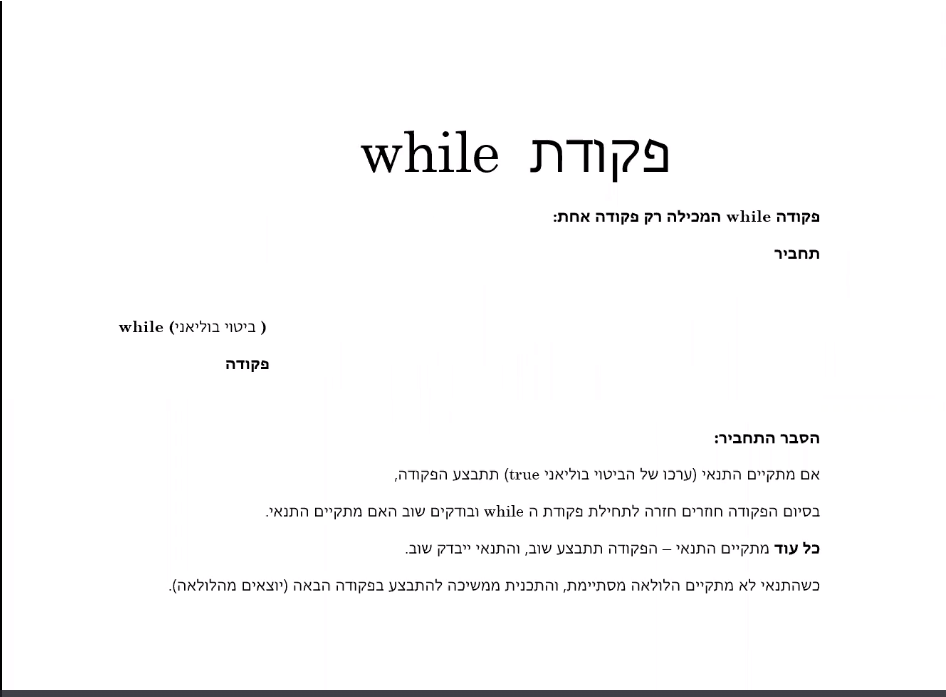 פקודת while
פקודה while המכילה רק פקודה אחת:
תחביר
while (ביטוי בוליאני )
פקודה
הסבר התחביר:
אם מתקיים התנאי (ערכו של הביטוי בוליאני true) תתבצע הפקודה,
בסיום הפקודה חוזרים חזרה לתחילת פקודת ה while ובודקים שוב האם מתקיים התנאי.
כל עוד מתקיים התנאי – הפקודה תתבצע שוב, והתנאי ייבדק שוב.
כשהתנאי לא מתקיים הלולאה מסתיימת, והתכנית ממשיכה להתבצע בפקודה הבאה (יוצאים מהלולאה).